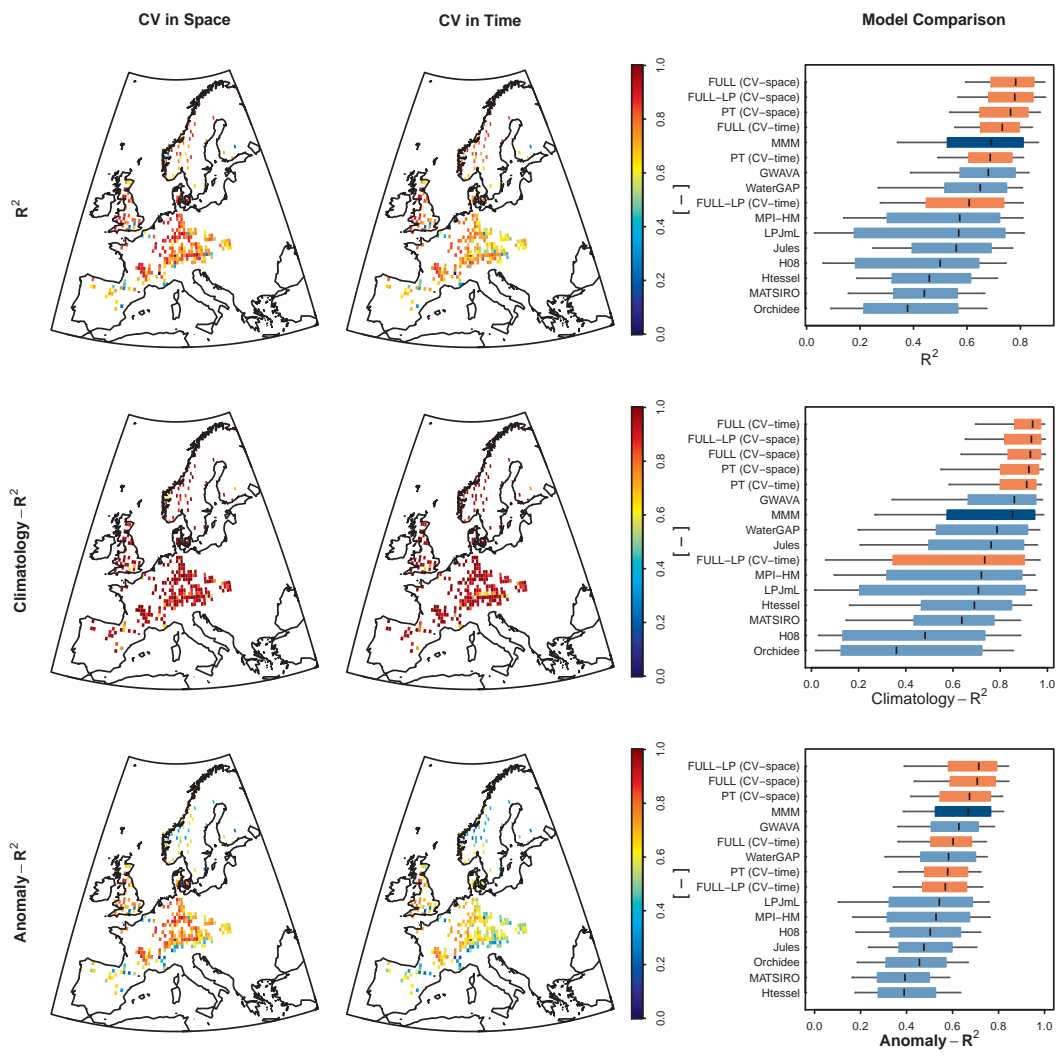 CV in Space
CV in Time
Model Comparison
R²
1.0
0.8
0.6
0.4
0.2
0.0
[ − ]
FULL (CV−space)
FULL−LP (CV−space)
PT (CV−space)
FULL (CV−time)
MMM
PT (CV−time)
GWAVA
WaterGAP
FULL−LP (CV−time)
MPI−HM
LPJmL
Jules
H08
Htessel
MATSIRO
Orchidee
0.0 0.2 0.4 0.6 0.8
R²
Climatology − R²
1.0
0.8
0.6
0.4
0.2
0.0
[ − ]
FULL (CV−time)
FULL−LP (CV−space)
FULL (CV−space)
PT (CV−space)
PT (CV−time)
GWAVA
MMM
WaterGAP
Jules
FULL−LP (CV−time)
MPI−HM
LPJmL
Htessel
MATSIRO
H08
Orchidee
0.0 0.2 0.4 0.6 0.8 1.0
Climatology − R²
Anomaly − R²
1.0
0.8
0.6
0.4
0.2
0.0
[ − ]
FULL−LP (CV−space)
FULL (CV−space)
PT (CV−space)
MMM
GWAVA
FULL (CV−time)
WaterGAP
PT (CV−time)
FULL−LP (CV−time)
LPJmL
MPI−HM
H08
Jules
Orchidee
MATSIRO
Htessel
0.0 0.2 0.4 0.6 0.8 1.0
Anomaly − R²